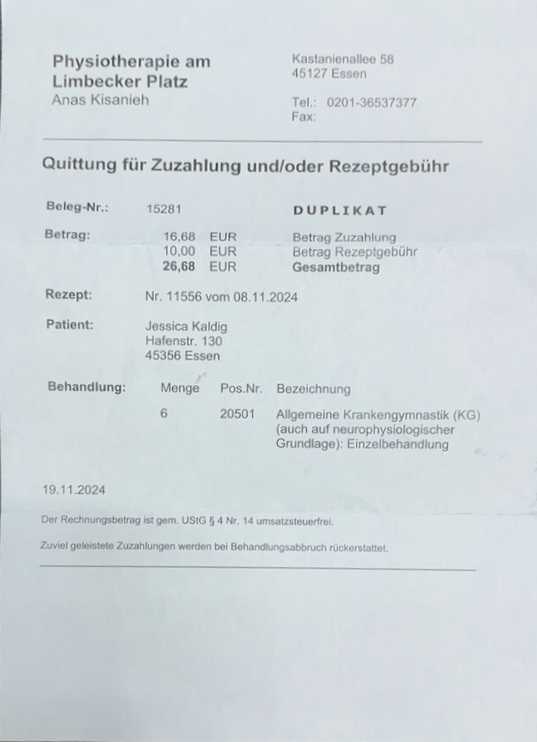 Physiotherapie am
Limbecker Platz
Anas Kisanieh
Kastanienallee 58
45127 Essen
Tel.: 0201-36537377
Fax:
Quittung für Zuzahlung und/oder Rezeptgebühr
Beleg-Nr.: 15281 DUPLIKAT
Betrag: 16,68 EUR Betrag Zuzahlung
10,00 EUR Betrag Rezeptgebühr
26,68 EUR Gesamtbetrag
Rezept: Nr. 11556 vom 08.11.2024
Patient: Jessica Kaldig
Hafenstr. 130
45356 Essen
Behandlung: Menge Pos.Nr. Bezeichnung
6 20501 Allgemeine Krankengymnastik (KG)
(auch auf neurophysiologischer
Grundlage): Einzelbehandlung
19.11.2024
Der Rechnungsbetrag ist gem. UStG § 4 Nr. 14 umsatzsteuerfrei.
Zuviel geleistete Zuzahlungen werden bei Behandlungsabbruch rückerstattet.